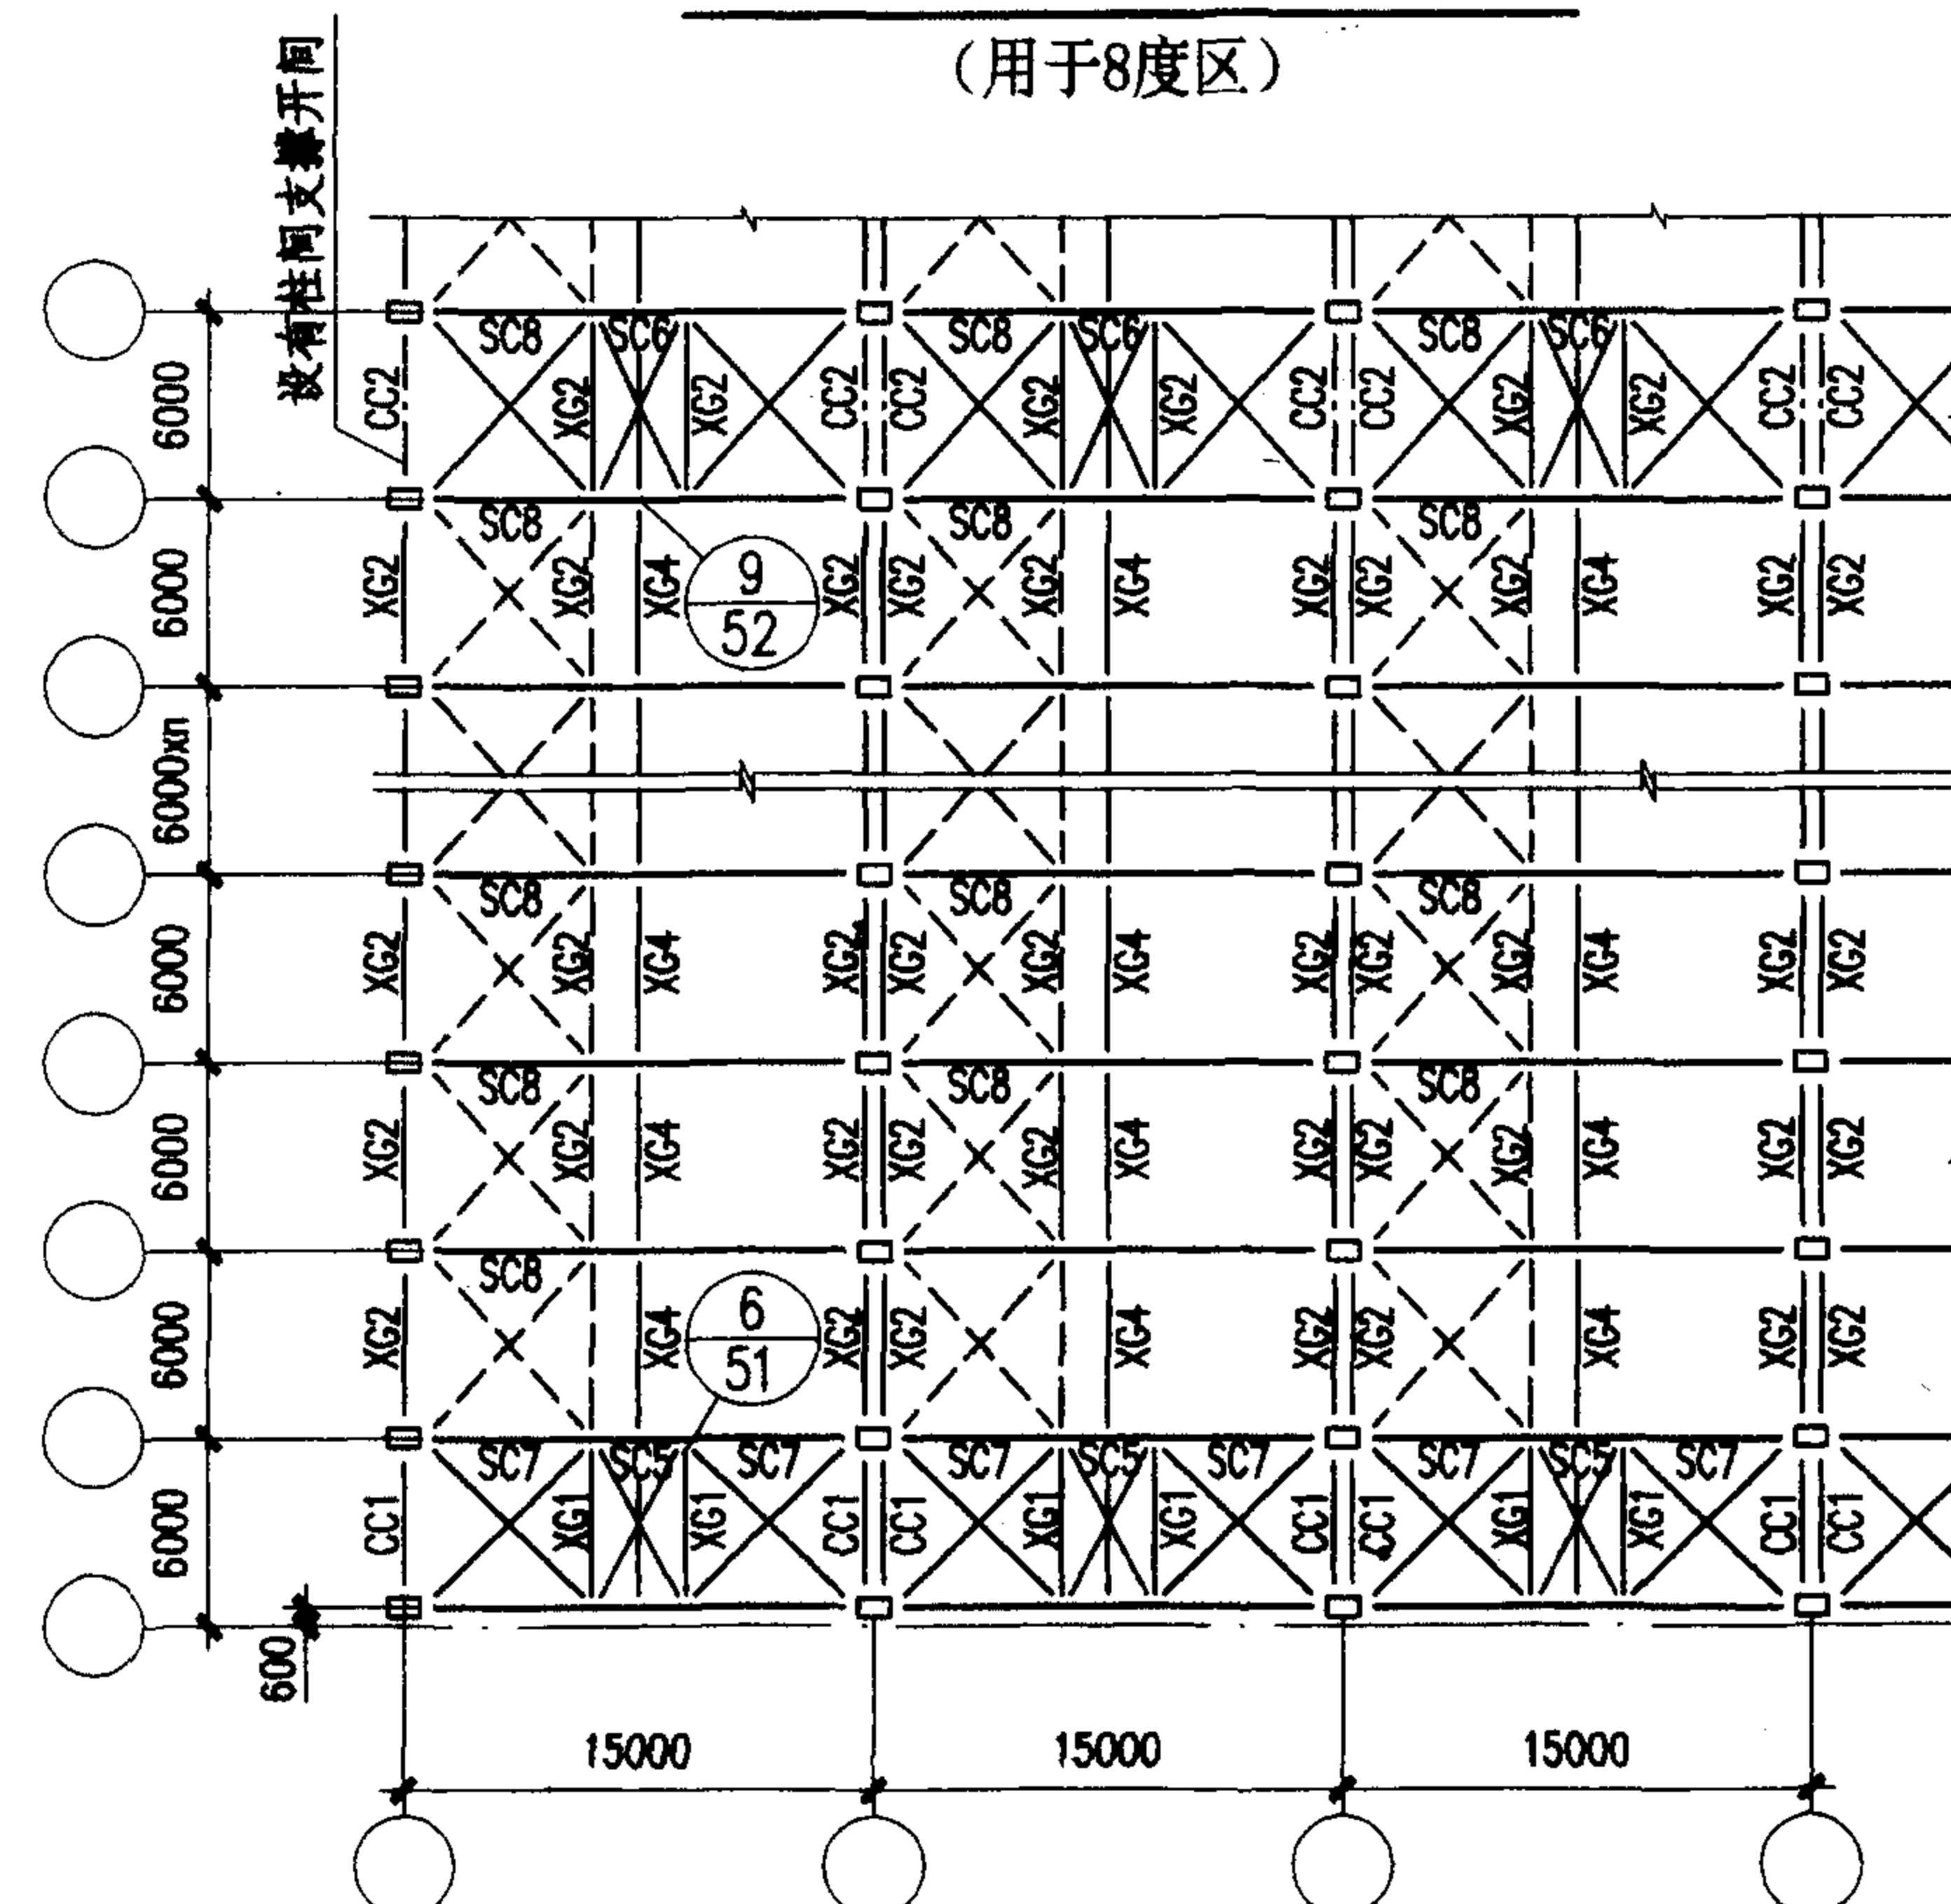 (用于8度区)
设有柱间支撑开间
SC8 SC6 SC8 SC6 SC8 SC6
6000 CC2 XG2 XG2 CC2 CC2 XG2 XG2 CC2 CC2 XG2 XG2 CC2 CC2
SC8 SC8 SC8
6000 XG2 XG2 XG4 XG2 XG2 XG2 XG4 XG2 XG2 XG2 XG4 XG2 XG2
9
52
6000xn
SC8 SC8 SC8
6000 XG2 XG2 XG4 XG2 XG2 XG2 XG4 XG2 XG2 XG2 XG4 XG2 XG2
SC8 SC8 SC8
6000 XG2 XG2 XG4 XG2 XG2 XG2 XG4 XG2 XG2 XG2 XG4 XG2 XG2
SC8
6000 XG2 XG4 XG2 XG2 XG4 XG2 XG2 XG4 XG2 XG2
6
51
SC7 SC5 SC7 SC7 SC5 SC7 SC7 SC5 SC7
6000 CC1 XG1 XG1 CC1 CC1 XG1 XG1 CC1 CC1 XG1 XG1 CC1 CC1
600
15000 15000 15000